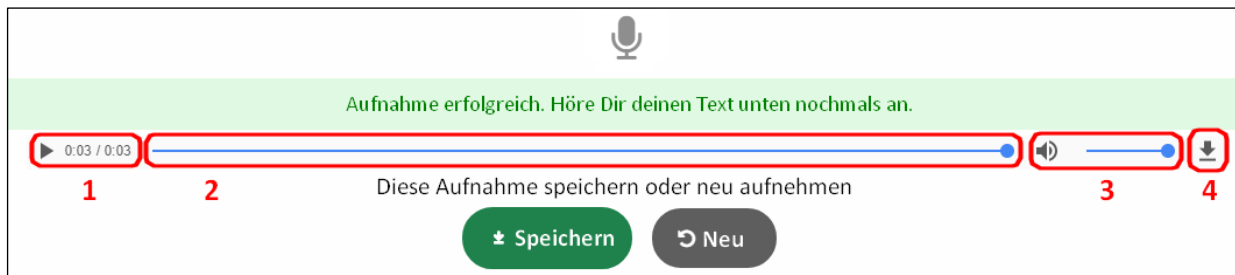 Aufnahme erfolgreich. Höre Dir deinen Text unten nochmals an.
0:03 / 0:03
1 2 3 4
Diese Aufnahme speichern oder neu aufnehmen
Speichern Neu